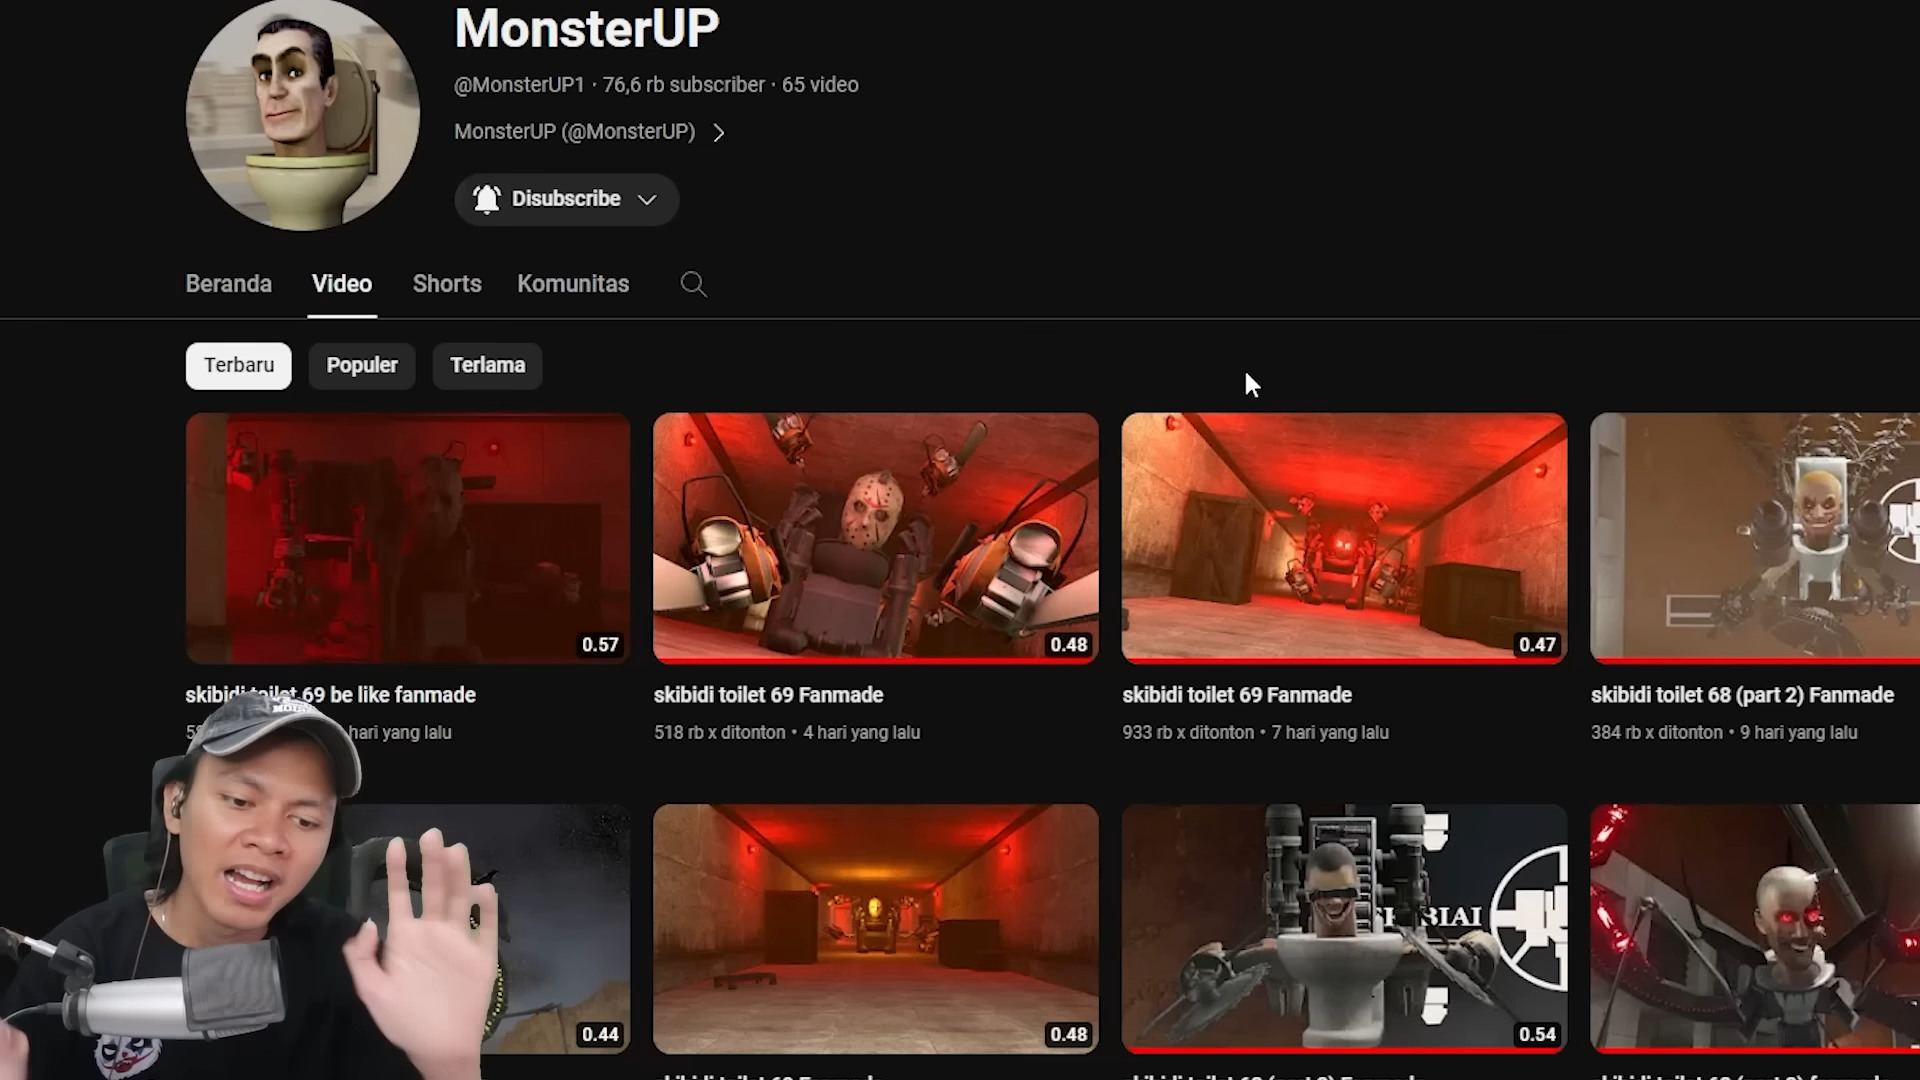 MonsterUP
@MonsterUP1 · 76,6 rb subscriber · 65 video
MonsterUP (@MonsterUP)
Disubscribe
Beranda Video Shorts Komunitas
Terbaru Populer Terlama
0.57
0.48
0.47
skibidi toilet 69 be like fanmade
skibidi toilet 69 Fanmade
skibidi toilet 69 Fanmade
skibidi toilet 68 (part 2) Fanmade
hari yang lalu
518 rb x ditonton • 4 hari yang lalu
933 rb x ditonton • 7 hari yang lalu
384 rb x ditonton • 9 hari yang lalu
0.44
0.48
0.54